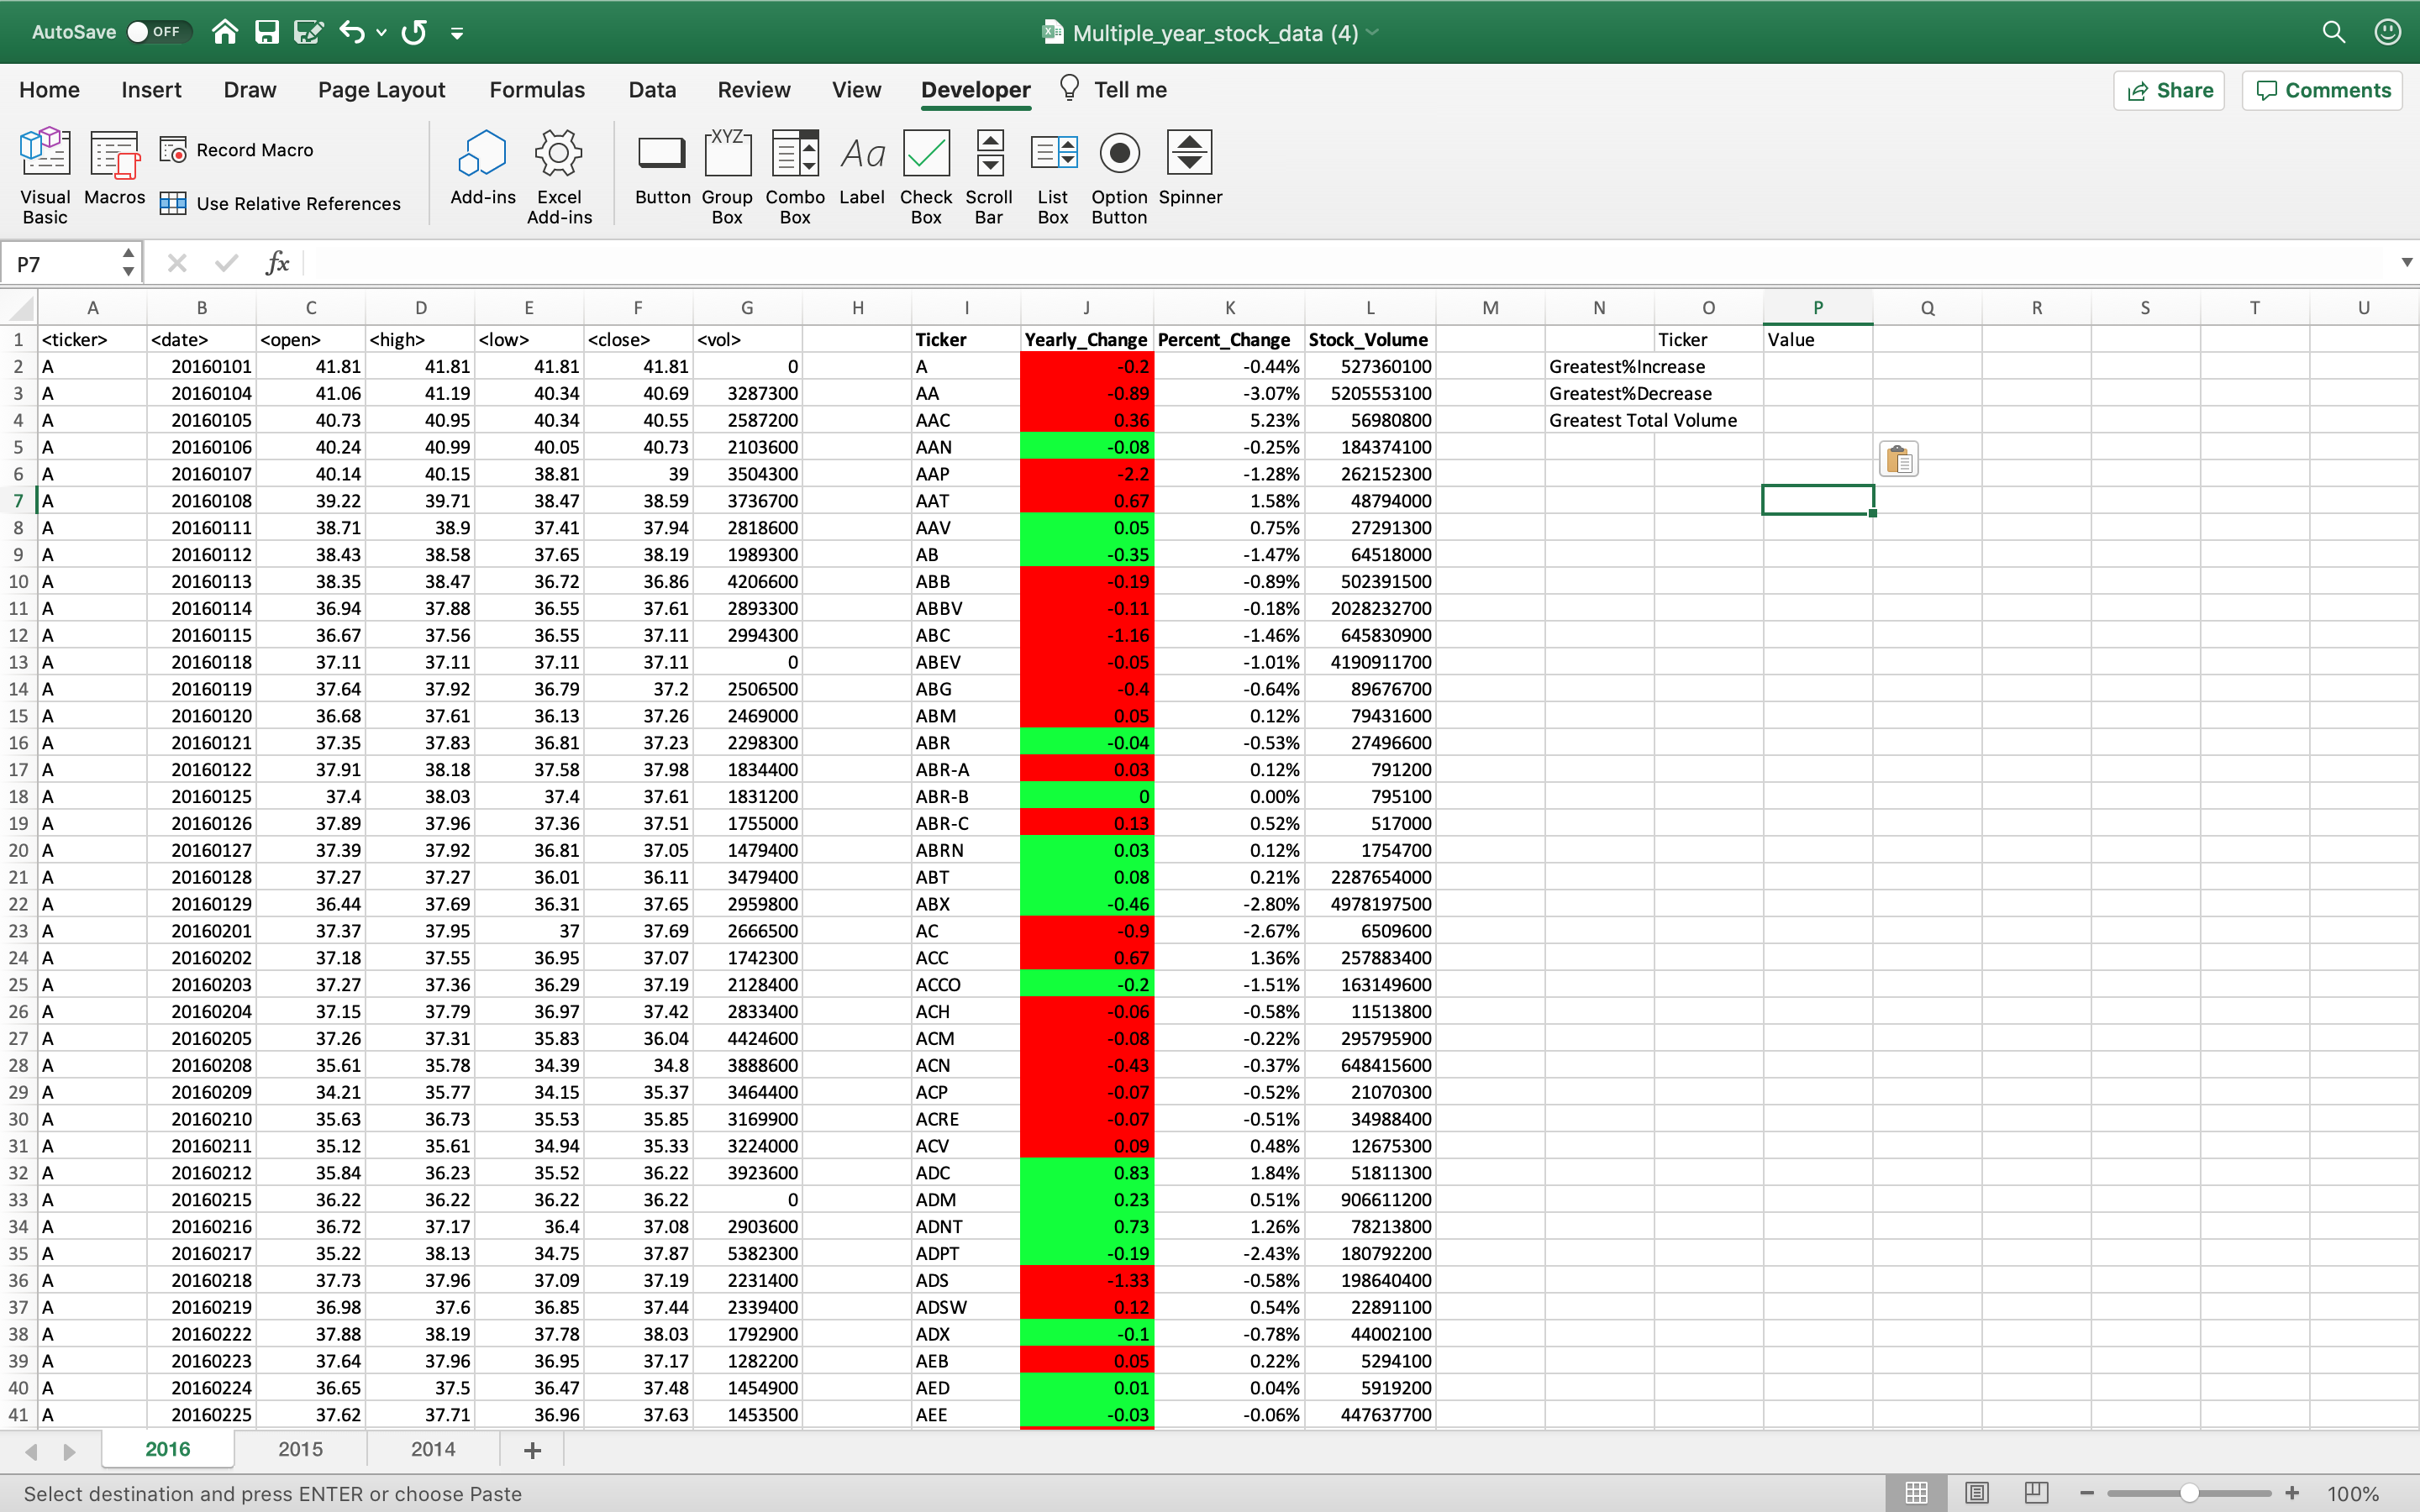 AutoSave OFF Multiple_year_stock_data (4)
Home Insert Draw Page Layout Formulas Data Review View Developer Tell me Share Comments
Visual Basic Macros Record Macro Use Relative References Add-ins Excel Add-ins Button Group Box Combo Box Label Check Box Scroll Bar List Box Option Button Spinner
XYZ Aa
P7 fx
A B C D E F G H I J K L M N O P Q R S T U
1 <ticker> <date> <open> <high> <low> <close> <vol> Ticker Yearly_Change Percent_Change Stock_Volume Ticker Value
2 A 20160101 41.81 41.81 41.81 41.81 0 A -0.2 -0.44% 527360100 Greatest%Increase
3 A 20160104 41.06 41.19 40.34 40.69 3287300 AA -0.89 -3.07% 5205553100 Greatest%Decrease
4 A 20160105 40.73 40.95 40.34 40.55 2587200 AAC 0.36 5.23% 56980800 Greatest Total Volume
5 A 20160106 40.24 40.99 40.05 40.73 2103600 AAN -0.08 -0.25% 184374100
6 A 20160107 40.14 40.15 38.81 39 3504300 AAP -2.2 -1.28% 262152300
7 A 20160108 39.22 39.71 38.47 38.59 3736700 AAT 0.67 1.58% 48794000
8 A 20160111 38.71 38.9 37.41 37.94 2818600 AAV 0.05 0.75% 27291300
9 A 20160112 38.43 38.58 37.65 38.19 1989300 AB -0.35 -1.47% 64518000
10 A 20160113 38.35 38.47 36.72 36.86 4206600 ABB -0.19 -0.89% 502391500
11 A 20160114 36.94 37.88 36.55 37.61 2893300 ABBV -0.11 -0.18% 2028232700
12 A 20160115 36.67 37.56 36.55 37.11 2994300 ABC -1.16 -1.46% 645830900
13 A 20160118 37.11 37.11 37.11 37.11 0 ABEV -0.05 -1.01% 4190911700
14 A 20160119 37.64 37.92 36.79 37.2 2506500 ABG -0.4 -0.64% 89676700
15 A 20160120 36.68 37.61 36.13 37.26 2469000 ABM 0.05 0.12% 79431600
16 A 20160121 37.35 37.83 36.81 37.23 2298300 ABR -0.04 -0.53% 27496600
17 A 20160122 37.91 38.18 37.58 37.98 1834400 ABR-A 0.03 0.12% 791200
18 A 20160125 37.4 38.03 37.4 37.61 1831200 ABR-B 0 0.00% 795100
19 A 20160126 37.89 37.96 37.36 37.51 1755000 ABR-C 0.13 0.52% 517000
20 A 20160127 37.39 37.92 36.81 37.05 1479400 ABRN 0.03 0.12% 1754700
21 A 20160128 37.27 37.27 36.01 36.11 3479400 ABT 0.08 0.21% 2287654000
22 A 20160129 36.44 37.69 36.31 37.65 2959800 ABX -0.46 -2.80% 4978197500
23 A 20160201 37.37 37.95 37 37.69 2666500 AC -0.9 -2.67% 6509600
24 A 20160202 37.18 37.55 36.95 37.07 1742300 ACC 0.67 1.36% 257883400
25 A 20160203 37.27 37.36 36.29 37.19 2128400 ACCO -0.2 -1.51% 163149600
26 A 20160204 37.15 37.79 36.97 37.42 2833400 ACH -0.06 -0.58% 11513800
27 A 20160205 37.26 37.31 35.83 36.04 4424600 ACM -0.08 -0.22% 295795900
28 A 20160208 35.61 35.78 34.39 34.8 3888600 ACN -0.43 -0.37% 648415600
29 A 20160209 34.21 35.77 34.15 35.37 3464400 ACP -0.07 -0.52% 21070300
30 A 20160210 35.63 36.73 35.53 35.85 3169900 ACRE -0.07 -0.51% 34988400
31 A 20160211 35.12 35.61 34.94 35.33 3224000 ACV 0.09 0.48% 12675300
32 A 20160212 35.84 36.23 35.52 36.22 3923600 ADC 0.83 1.84% 51811300
33 A 20160215 36.22 36.22 36.22 36.22 0 ADM 0.23 0.51% 906611200
34 A 20160216 36.72 37.17 36.4 37.08 2903600 ADNT 0.73 1.26% 78213800
35 A 20160217 35.22 38.13 34.75 37.87 5382300 ADPT -0.19 -2.43% 180792200
36 A 20160218 37.73 37.96 37.09 37.19 2231400 ADS -1.33 -0.58% 198640400
37 A 20160219 36.98 37.6 36.85 37.44 2339400 ADSW 0.12 0.54% 22891100
38 A 20160222 37.88 38.19 37.78 38.03 1792900 ADX -0.1 -0.78% 44002100
39 A 20160223 37.64 37.96 36.95 37.17 1282200 AEB 0.05 0.22% 5294100
40 A 20160224 36.65 37.5 36.47 37.48 1454900 AED 0.01 0.04% 5919200
41 A 20160225 37.62 37.71 36.96 37.63 1453500 AEE -0.03 -0.06% 447637700
2016 2015 2014 +
Select destination and press ENTER or choose Paste 100%